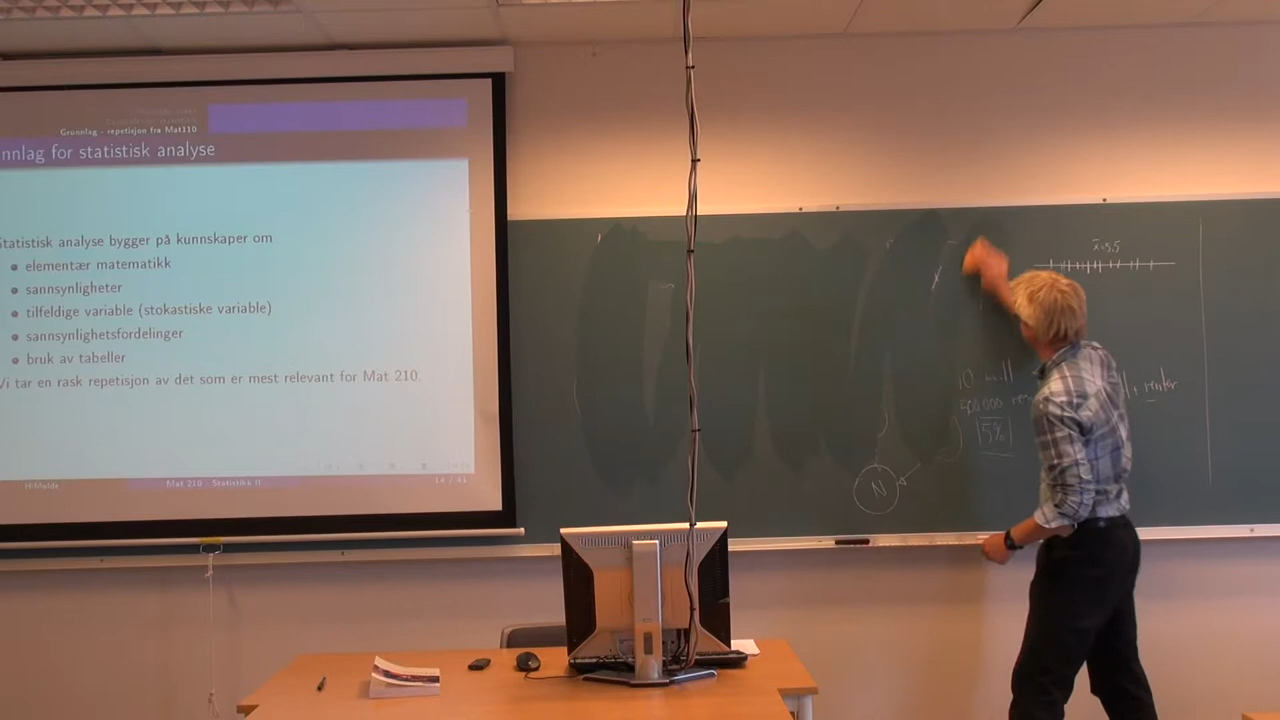 Gronnlag - repetisjon fra Mat110
nnlag for statistisk analyse
Statistisk analyse bygger på kunnskaper om
elementær matematikk
sannsynligheter
tilfeldige variable (stokastiske variable)
sannsynlighetsfordelinger
bruk av tabeller
Vi tar en rask repetisjon av det som er mest relevant for Mat 210.
HiMolde
Mat 210 - Statistikk II
14 / 41
x̄=5,5
10 mill
500 000
+ renter
5%
N